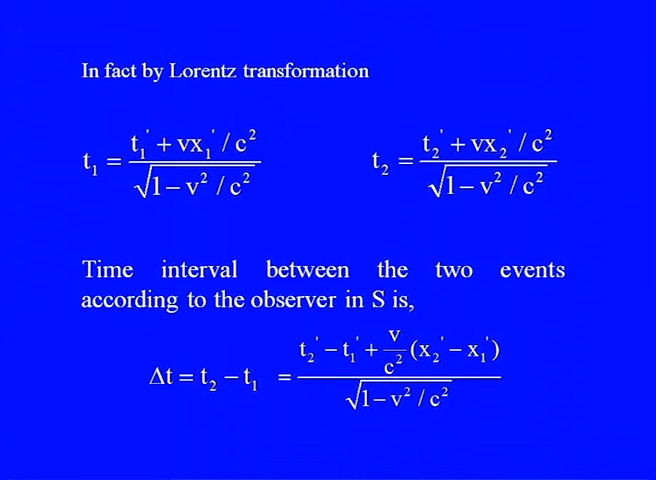 In fact by Lorentz transformation
t₁ = (t₁' + vx₁' / c²) / √(1 – v² / c²)
t₂ = (t₂' + vx₂' / c²) / √(1 – v² / c²)
Time interval between the two events
according to the observer in S is,
Δt = t₂ – t₁ = (t₂' – t₁' + v/c² (x₂' – x₁')) / √(1 – v² / c²)